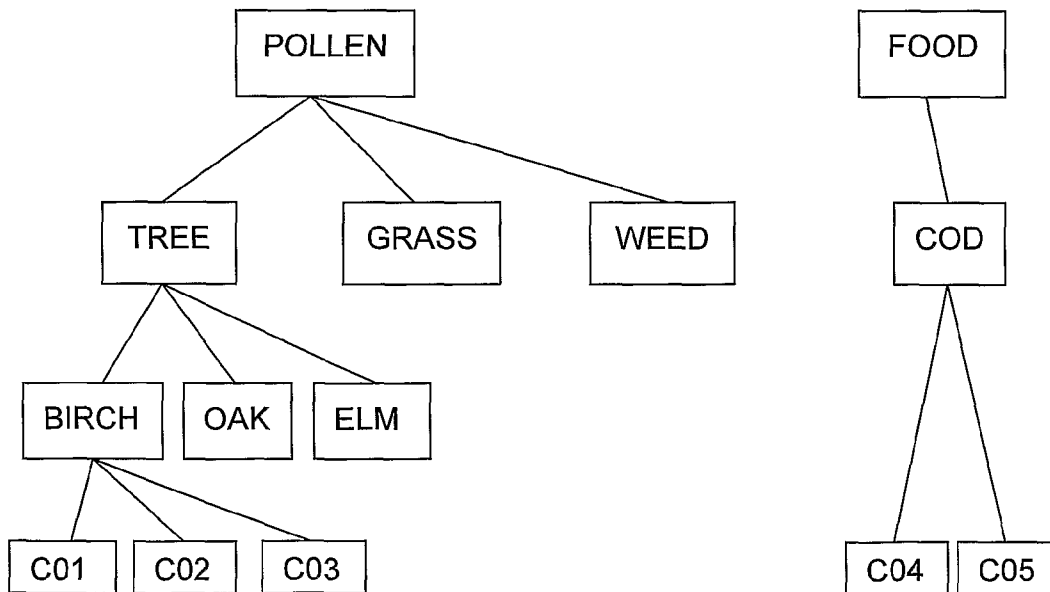 POLLEN FOOD
TREE GRASS WEED COD
BIRCH OAK ELM
C01 C02 C03 C04 C05